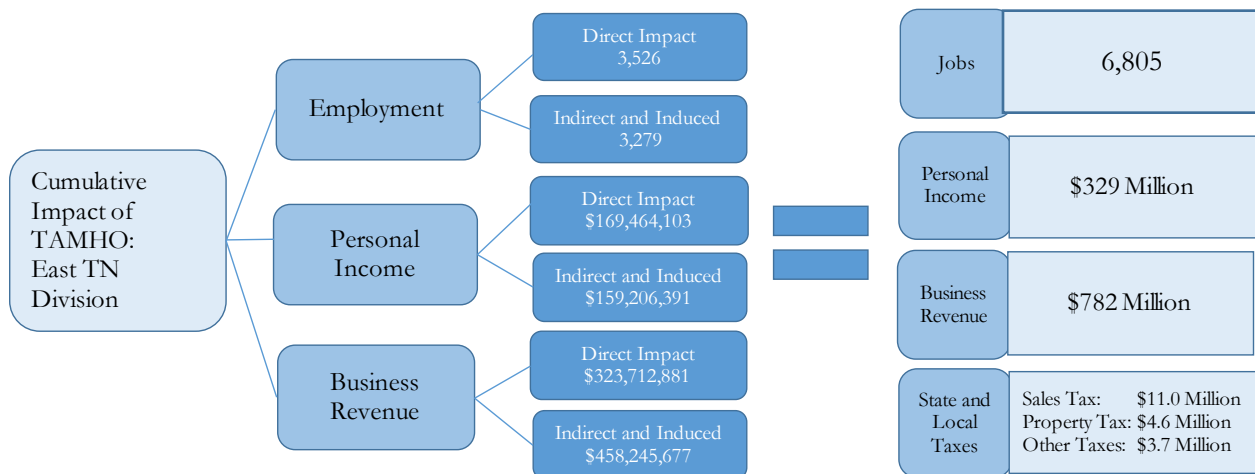 Cumulative
Impact of
TAMHO:
East TN
Division
Employment
Direct Impact
3,526
Indirect and Induced
3,279
Personal
Income
Direct Impact
$169,464,103
Indirect and Induced
$159,206,391
Business
Revenue
Direct Impact
$323,712,881
Indirect and Induced
$458,245,677
Jobs
6,805
Personal
Income
$329 Million
Business
Revenue
$782 Million
State and
Local
Taxes
Sales Tax: $11.0 Million
Property Tax: $4.6 Million
Other Taxes: $3.7 Million